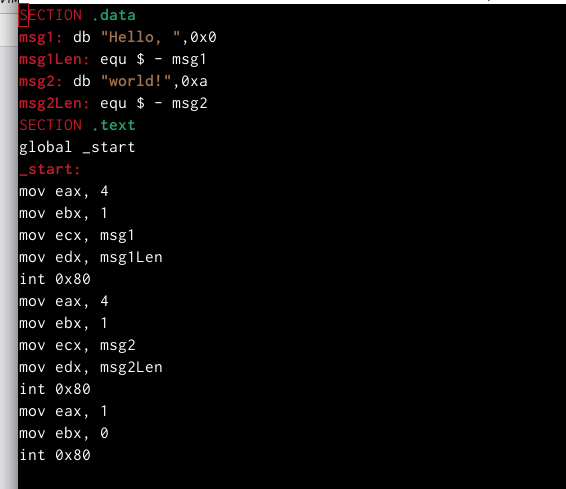 SECTION .data
msg1: db "Hello, ",0x0
msg1Len: equ $ - msg1
msg2: db "world!",0xa
msg2Len: equ $ - msg2
SECTION .text
global _start
_start:
mov eax, 4
mov ebx, 1
mov ecx, msg1
mov edx, msg1Len
int 0x80
mov eax, 4
mov ebx, 1
mov ecx, msg2
mov edx, msg2Len
int 0x80
mov eax, 1
mov ebx, 0
int 0x80